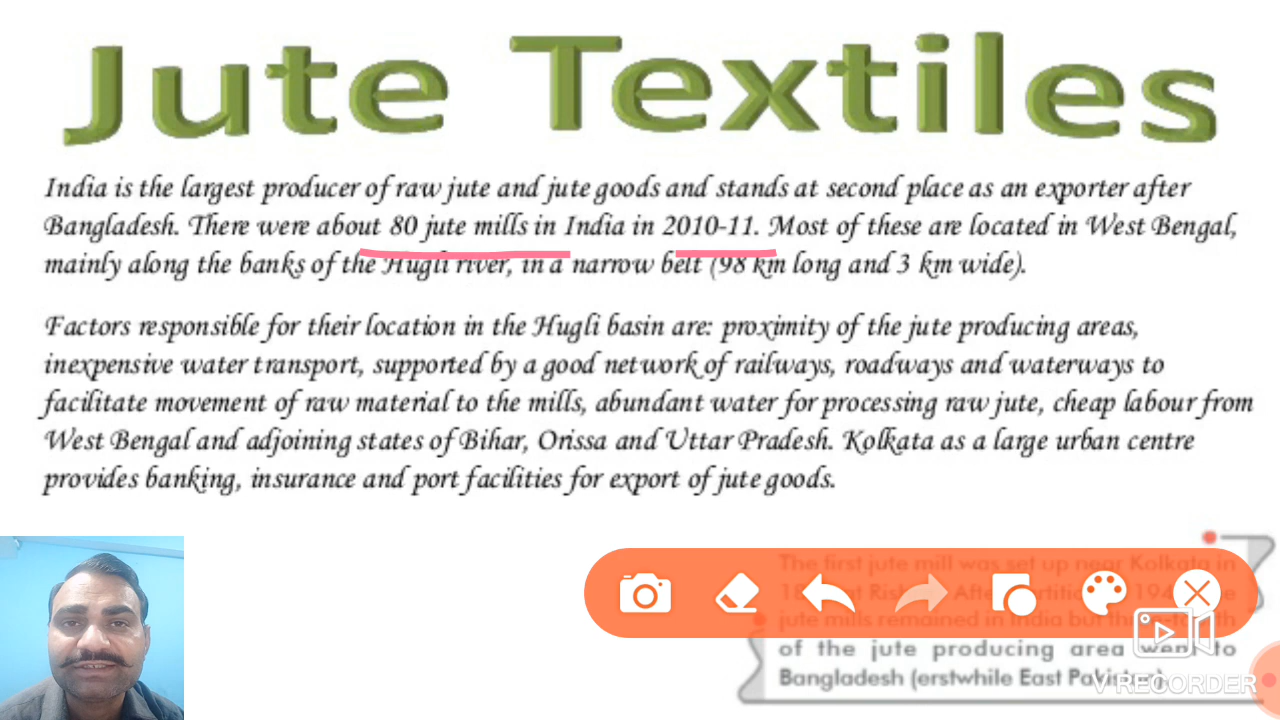 Jute Textiles
India is the largest producer of raw jute and jute goods and stands at second place as an exporter after
Bangladesh. There were about 80 jute mills in India in 2010-11. Most of these are located in West Bengal,
mainly along the banks of the Hugli river, in a narrow belt (98 km long and 3 km wide).
Factors responsible for their location in the Hugli basin are: proximity of the jute producing areas,
inexpensive water transport, supported by a good network of railways, roadways and waterways to
facilitate movement of raw material to the mills, abundant water for processing raw jute, cheap labour from
West Bengal and adjoining states of Bihar, Orissa and Uttar Pradesh. Kolkata as a large urban centre
provides banking, insurance and port facilities for export of jute goods.
The first jute mill was set up near Kolkata in
jute mills remained in India but
of the jute producing area went to
Bangladesh (erstwhile East Pakistan).
V RECORDER